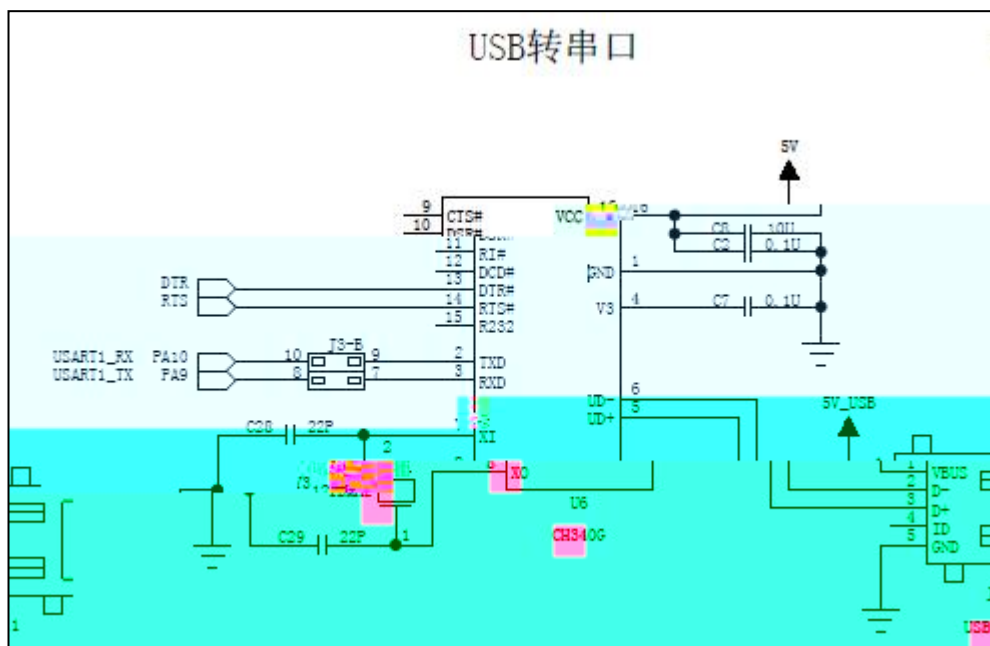 USB转串口
5V
9 CTS# VCC
10 DSR#
C8 10U
11 RI# C2 0.1U
12 DCD# GND 1
DTR 13 DTR#
RTS 14 RTS# V3 4 C7 0.1U
15 R232
J3-B
USART1_RX PA10 10 9 2 TXD
USART1_TX PA9 8 7 3 RXD
UD- 6
UD+ 5
5V_USB
C28 22P XI
2
XO
1 VBUS
2 D-
3 D+
U6
4 ID
C29 22P 1 CH340G 5 GND
1
USB